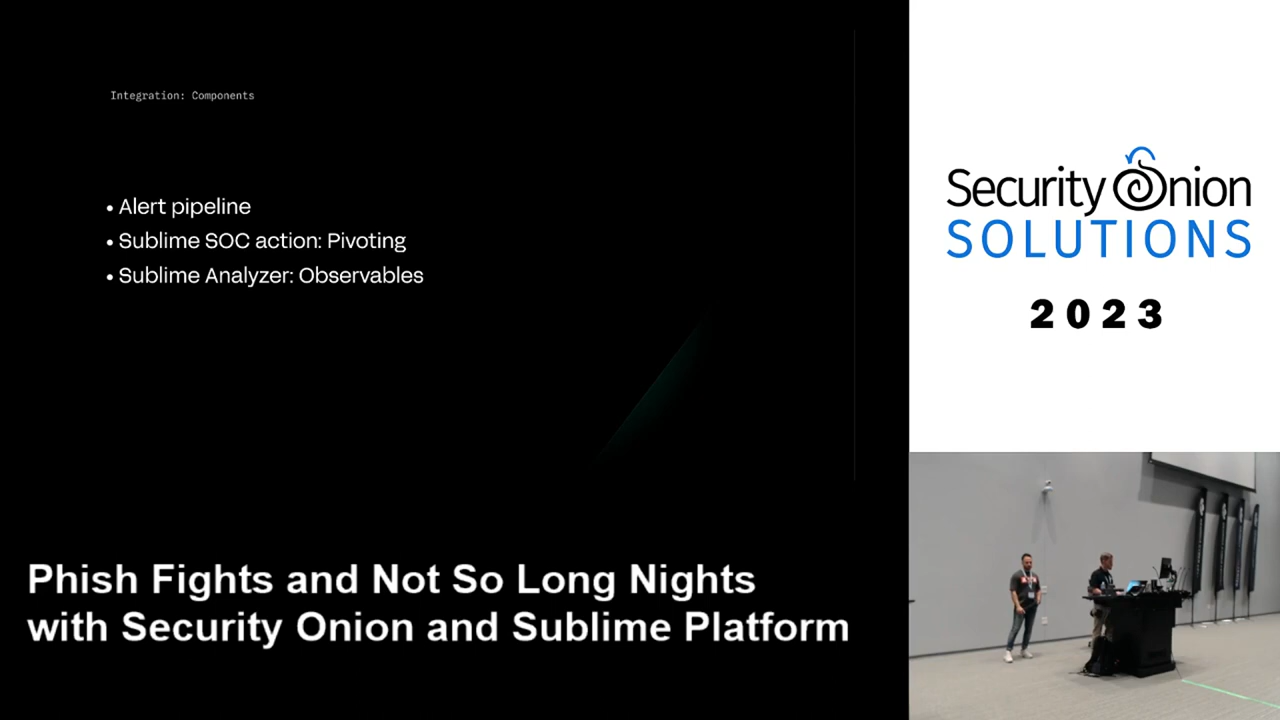 Integration: Components
• Alert pipeline
• Sublime SOC action: Pivoting
• Sublime Analyzer: Observables
Phish Fights and Not So Long Nights
with Security Onion and Sublime Platform
Security Onion
SOLUTIONS
2023